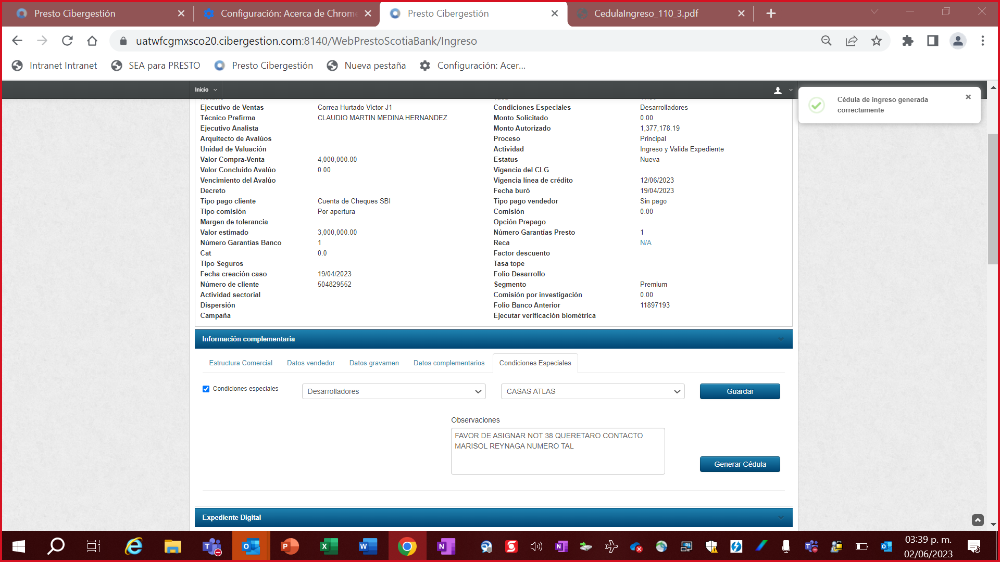 Presto Cibergestión
Configuración: Acerca de Chrome
Presto Cibergestión
CedulaIngreso_110_3.pdf
uatwfcgmxsco20.cibergestion.com:8140/WebPrestoScotiaBank/Ingreso
Intranet Intranet
SEA para PRESTO
Presto Cibergestión
Nueva pestaña
Configuración: Acer...
Inicio
Cédula de ingreso generada
correctamente
Ejecutivo de Ventas Correa Hurtado Victor J1 Condiciones Especiales Desarrolladores
Técnico Prefirma CLAUDIO MARTIN MEDINA HERNANDEZ Monto Solicitado 0.00
Ejecutivo Analista Monto Autorizado 1,377,178.19
Arquitecto de Avalúos Proceso Principal
Unidad de Valuación Actividad Ingreso y Valida Expediente
Valor Compra-Venta 4,000,000.00 Estatus Nueva
Valor Concluido Avalúo 0.00 Vigencia del CLG
Vencimiento del Avalúo Vigencia línea de crédito 12/06/2023
Decreto Fecha buró 19/04/2023
Tipo pago cliente Cuenta de Cheques SBI Tipo pago vendedor Sin pago
Tipo comisión Por apertura Comisión 0.00
Margen de tolerancia Opción Prepago
Valor estimado 3,000,000.00 Número Garantías Presto 1
Número Garantías Banco 1 Reca N/A
Cat 0.0 Factor descuento
Tipo Seguros Tasa tope
Fecha creación caso 19/04/2023 Folio Desarrollo
Número de cliente 504829552 Segmento Premium
Actividad sectorial Comisión por investigación 0.00
Dispersión Folio Banco Anterior 11897193
Campaña Ejecutar verificación biométrica
Información complementaria
Estructura Comercial Datos vendedor Datos gravamen Datos complementarios Condiciones Especiales
Condiciones especiales Desarrolladores CASAS ATLAS Guardar
Observaciones
FAVOR DE ASIGNAR NOT 38 QUERETARO CONTACTO
MARISOL REYNAGA NUMERO TAL
Generar Cédula
Expediente Digital
03:39 p. m.
02/06/2023